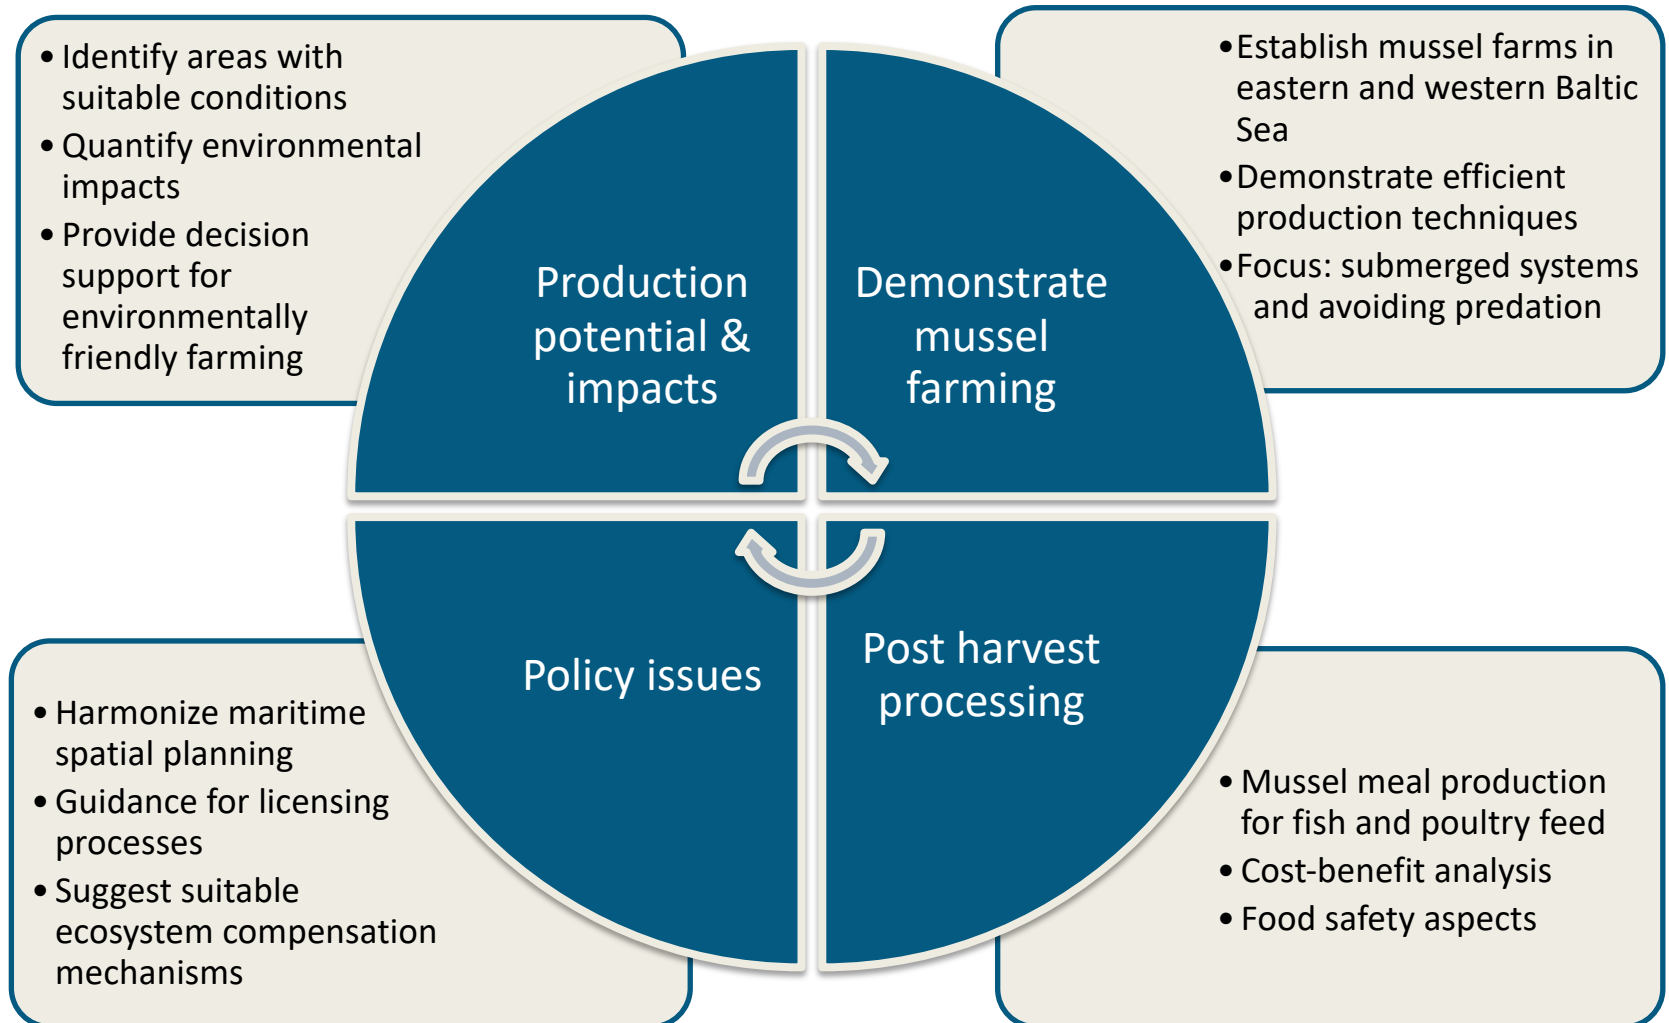 • Identify areas with
suitable conditions
• Quantify environmental
impacts
• Provide decision
support for
environmentally
friendly farming
Production
potential &
impacts
Demonstrate
mussel
farming
•Establish mussel farms in
eastern and western Baltic
Sea
•Demonstrate efficient
production techniques
•Focus: submerged systems
and avoiding predation
• Harmonize maritime
spatial planning
• Guidance for licensing
processes
• Suggest suitable
ecosystem compensation
mechanisms
Policy issues
Post harvest
processing
• Mussel meal production
for fish and poultry feed
• Cost-benefit analysis
• Food safety aspects